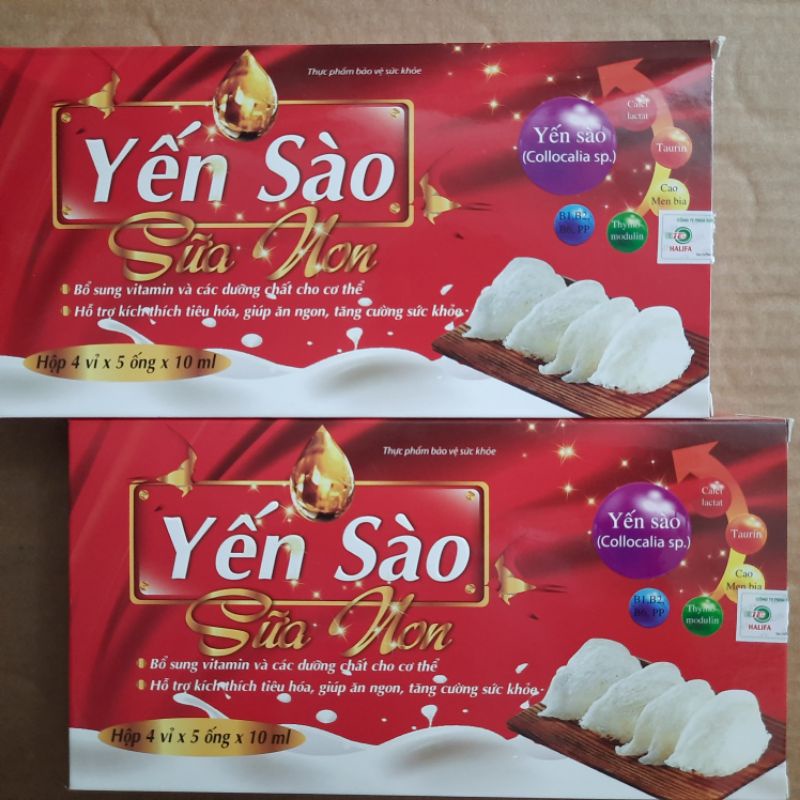 Thực phẩm bảo vệ sức khỏe
Yến Sào
Sữa Non
Bổ sung vitamin và các dưỡng chất cho cơ thể
Hỗ trợ kích thích tiêu hóa, giúp ăn ngon, tăng cường sức khỏe.
Hộp 4 vỉ x 5 ống x 10 ml
Yến sào
(Collocalia sp.)
Calci
lactat
Taurin
Cao
Men bia
B1, B2,
B6, PP
Thymo
modulin
HALIFA
Thực phẩm bảo vệ sức khỏe
Yến Sào
Sữa Non
Bổ sung vitamin và các dưỡng chất cho cơ thể
Hỗ trợ kích thích tiêu hóa, giúp ăn ngon, tăng cường sức khỏe.
Hộp 4 vỉ x 5 ống x 10 ml
Yến sào
(Collocalia sp.)
Calci
lactat
Taurin
Cao
Men bia
B1, B2,
B6, PP
Thymo
modulin
HALIFA